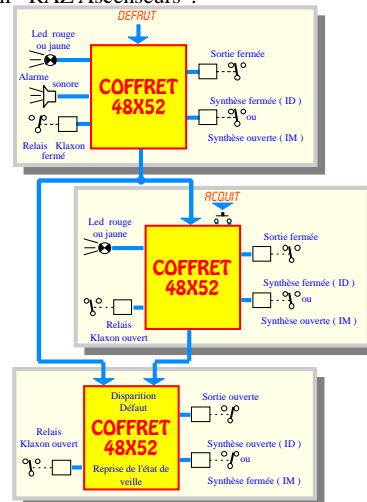 RAZ Ascenseurs".
DEFAUT
Led rouge
ou jaune
Alarme
sonore
Relais Klaxon
fermé
COFFRET
48X52
Sortie fermée
Synthèse fermée ( ID )
ou
Synthèse ouverte ( IM )
ACQUIT
Led rouge
ou jaune
Relais
Klaxon ouvert
COFFRET
48X52
Sortie fermée
Synthèse fermée ( ID )
ou
Synthèse ouverte ( IM )
Relais
Klaxon ouvert
Disparition
Défaut
COFFRET
48X52
Reprise de l'état de
veille
Sortie ouverte
Synthèse ouverte ( ID )
ou
Synthèse fermée ( IM )